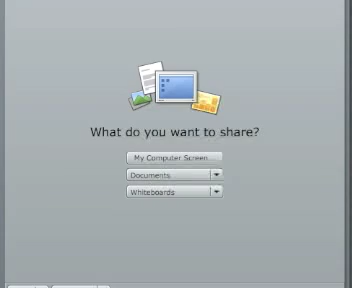 What do you want to share?
My Computer Screen...
Documents
Whiteboards